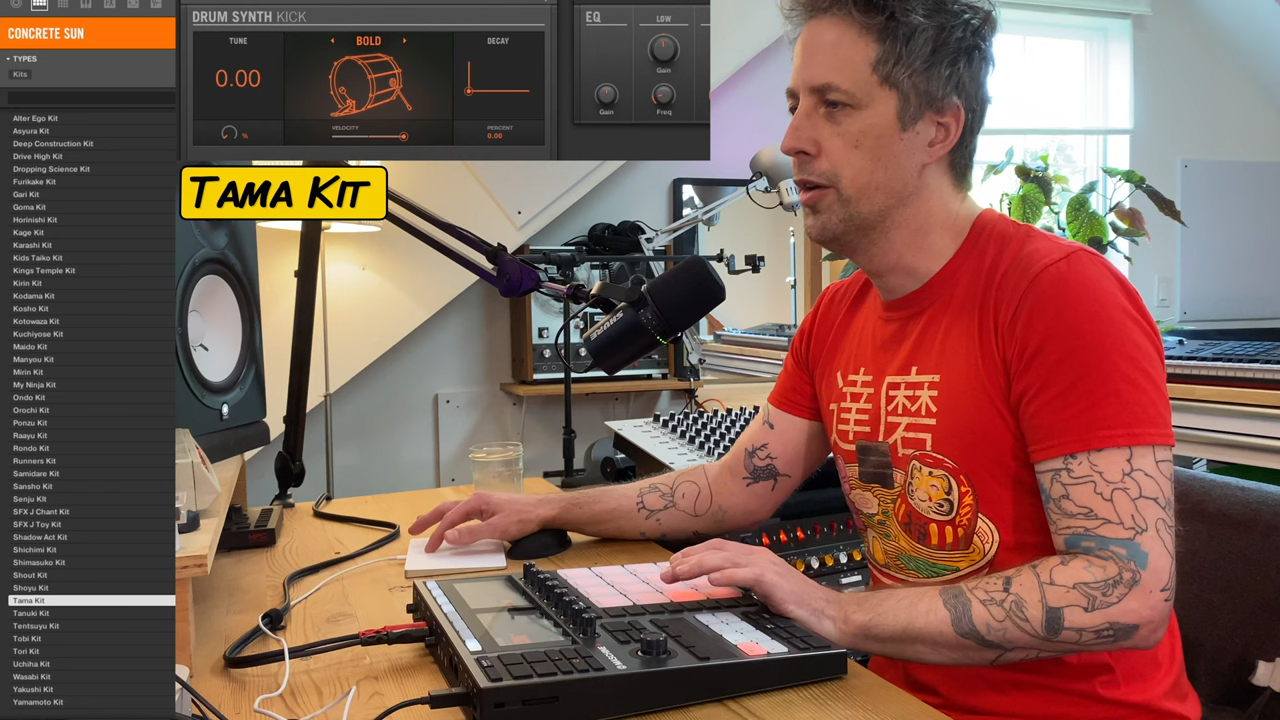 CONCRETE SUN
TYPES
Kits
Alter Ego Kit
Asyura Kit
Deep Construction Kit
Drive High Kit
Dropping Science Kit
Furikake Kit
Gari Kit
Goma Kit
Horinishi Kit
Kage Kit
Karashi Kit
Kids Taiko Kit
Kings Temple Kit
Kirin Kit
Kodama Kit
Kosho Kit
Kotowaza Kit
Kuchiyose Kit
Maido Kit
Manyou Kit
Mirin Kit
My Ninja Kit
Ondo Kit
Orochi Kit
Ponzu Kit
Raayu Kit
Rondo Kit
Runners Kit
Samidare Kit
Sansho Kit
Senju Kit
SFX J Chant Kit
SFX J Toy Kit
Shadow Act Kit
Shichimi Kit
Shimasuko Kit
Shout Kit
Shoyu Kit
Tama Kit
Tanuki Kit
Tentsuyu Kit
Tobi Kit
Tori Kit
Uchiha Kit
Wasabi Kit
Yakushi Kit
Yamamoto Kit
DRUM SYNTH KICK
TUNE
0.00
%
BOLD
VELOCITY
DECAY
PERCENT
0.00
EQ
LOW
Gain
Gain
Freq
TAMA KIT
SHURE
達磨
MASCHINE